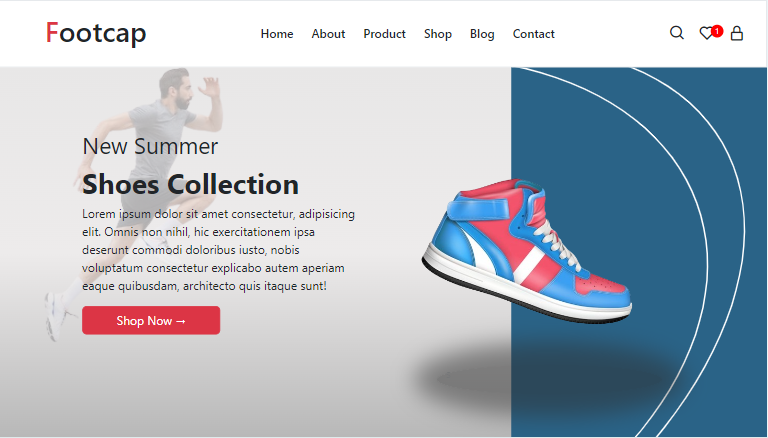 Footcap
Home About Product Shop Blog Contact
1
New Summer
Shoes Collection
Lorem ipsum dolor sit amet consectetur, adipisicing
elit. Omnis non nihil, hic exercitationem ipsa
deserunt commodi doloribus iusto, nobis
voluptatum consectetur explicabo autem aperiam
eaque quibusdam, architecto quis itaque sunt!
Shop Now →